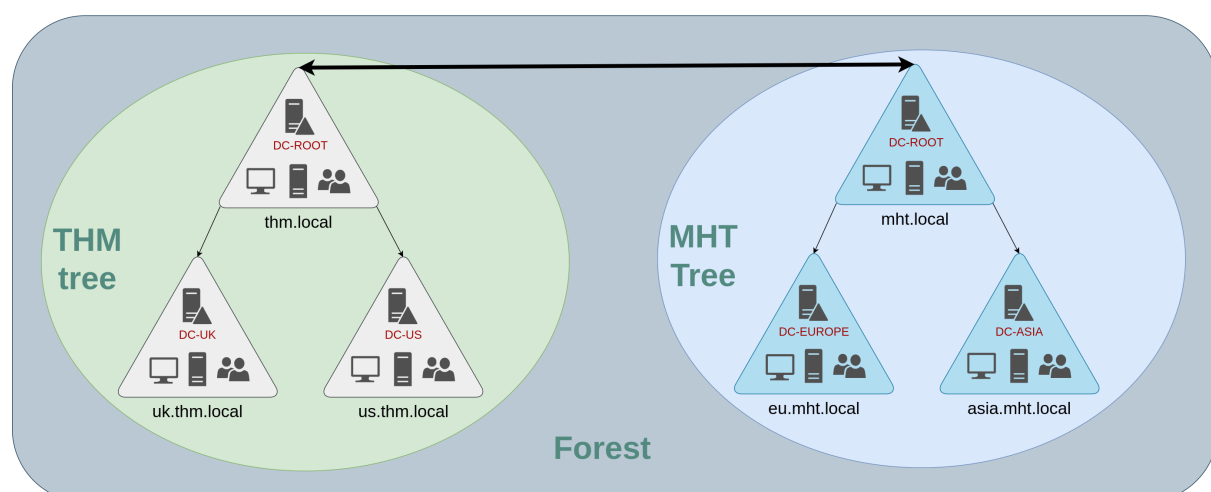 DC-ROOT
thm.local
THM
tree
DC-UK
uk.thm.local
DC-US
us.thm.local
DC-ROOT
mht.local
MHT
Tree
DC-EUROPE
eu.mht.local
DC-ASIA
asia.mht.local
Forest